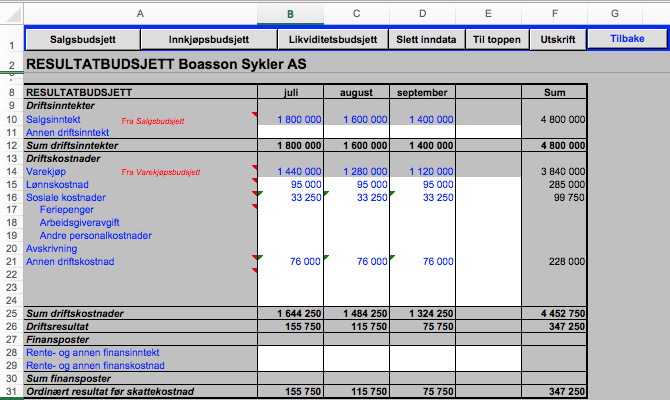 A B C D E F G
1 Salgsbudsjett Innkjøpsbudsjett Likviditetsbudsjett Slett inndata Til toppen Utskrift Tilbake
2 RESULTATBUDSJETT Boasson Sykler AS
8 RESULTATBUDSJETT juli august september Sum
9 Driftsinntekter
10 Salgsinntekt Fra Salgsbudsjett 1 800 000 1 600 000 1 400 000 4 800 000
11 Annen driftsinntekt
12 Sum driftsinntekter 1 800 000 1 600 000 1 400 000 4 800 000
13 Driftskostnader
14 Varekjøp Fra Varekjøpsbudsjett 1 440 000 1 280 000 1 120 000 3 840 000
15 Lønnskostnad 95 000 95 000 95 000 285 000
16 Sosiale kostnader 33 250 33 250 33 250 99 750
17 Feriepenger
18 Arbeidsgiveravgift
19 Andre personalkostnader
20 Avskrivning
21 Annen driftskostnad 76 000 76 000 76 000 228 000
22
23
24
25 Sum driftskostnader 1 644 250 1 484 250 1 324 250 4 452 750
26 Driftsresultat 155 750 115 750 75 750 347 250
27 Finansposter
28 Rente- og annen finansinntekt
29 Rente- og annen finanskostnad
30 Sum finansposter
31 Ordinært resultat før skattekostnad 155 750 115 750 75 750 347 250